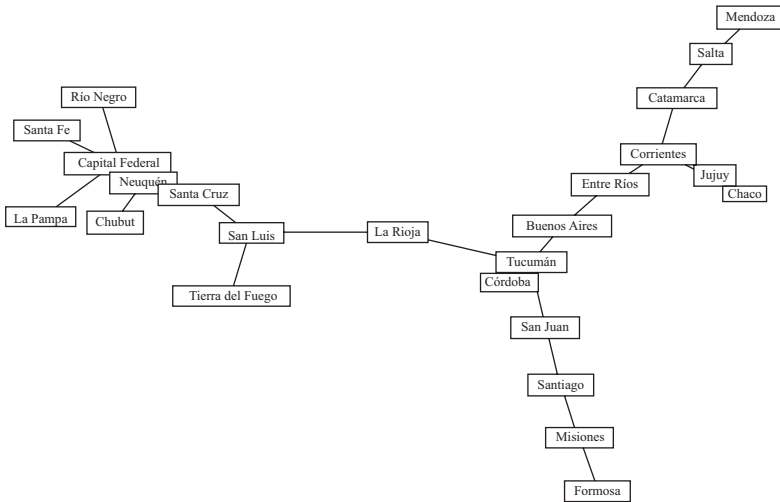 Mendoza
Salta
Río Negro
Catamarca
Santa Fe
Capital Federal
Corrientes
Neuquén
Jujuy
Santa Cruz
Entre Ríos
Chaco
La Pampa
Chubut
Buenos Aires
San Luis
La Rioja
Tucumán
Córdoba
Tierra del Fuego
San Juan
Santiago
Misiones
Formosa